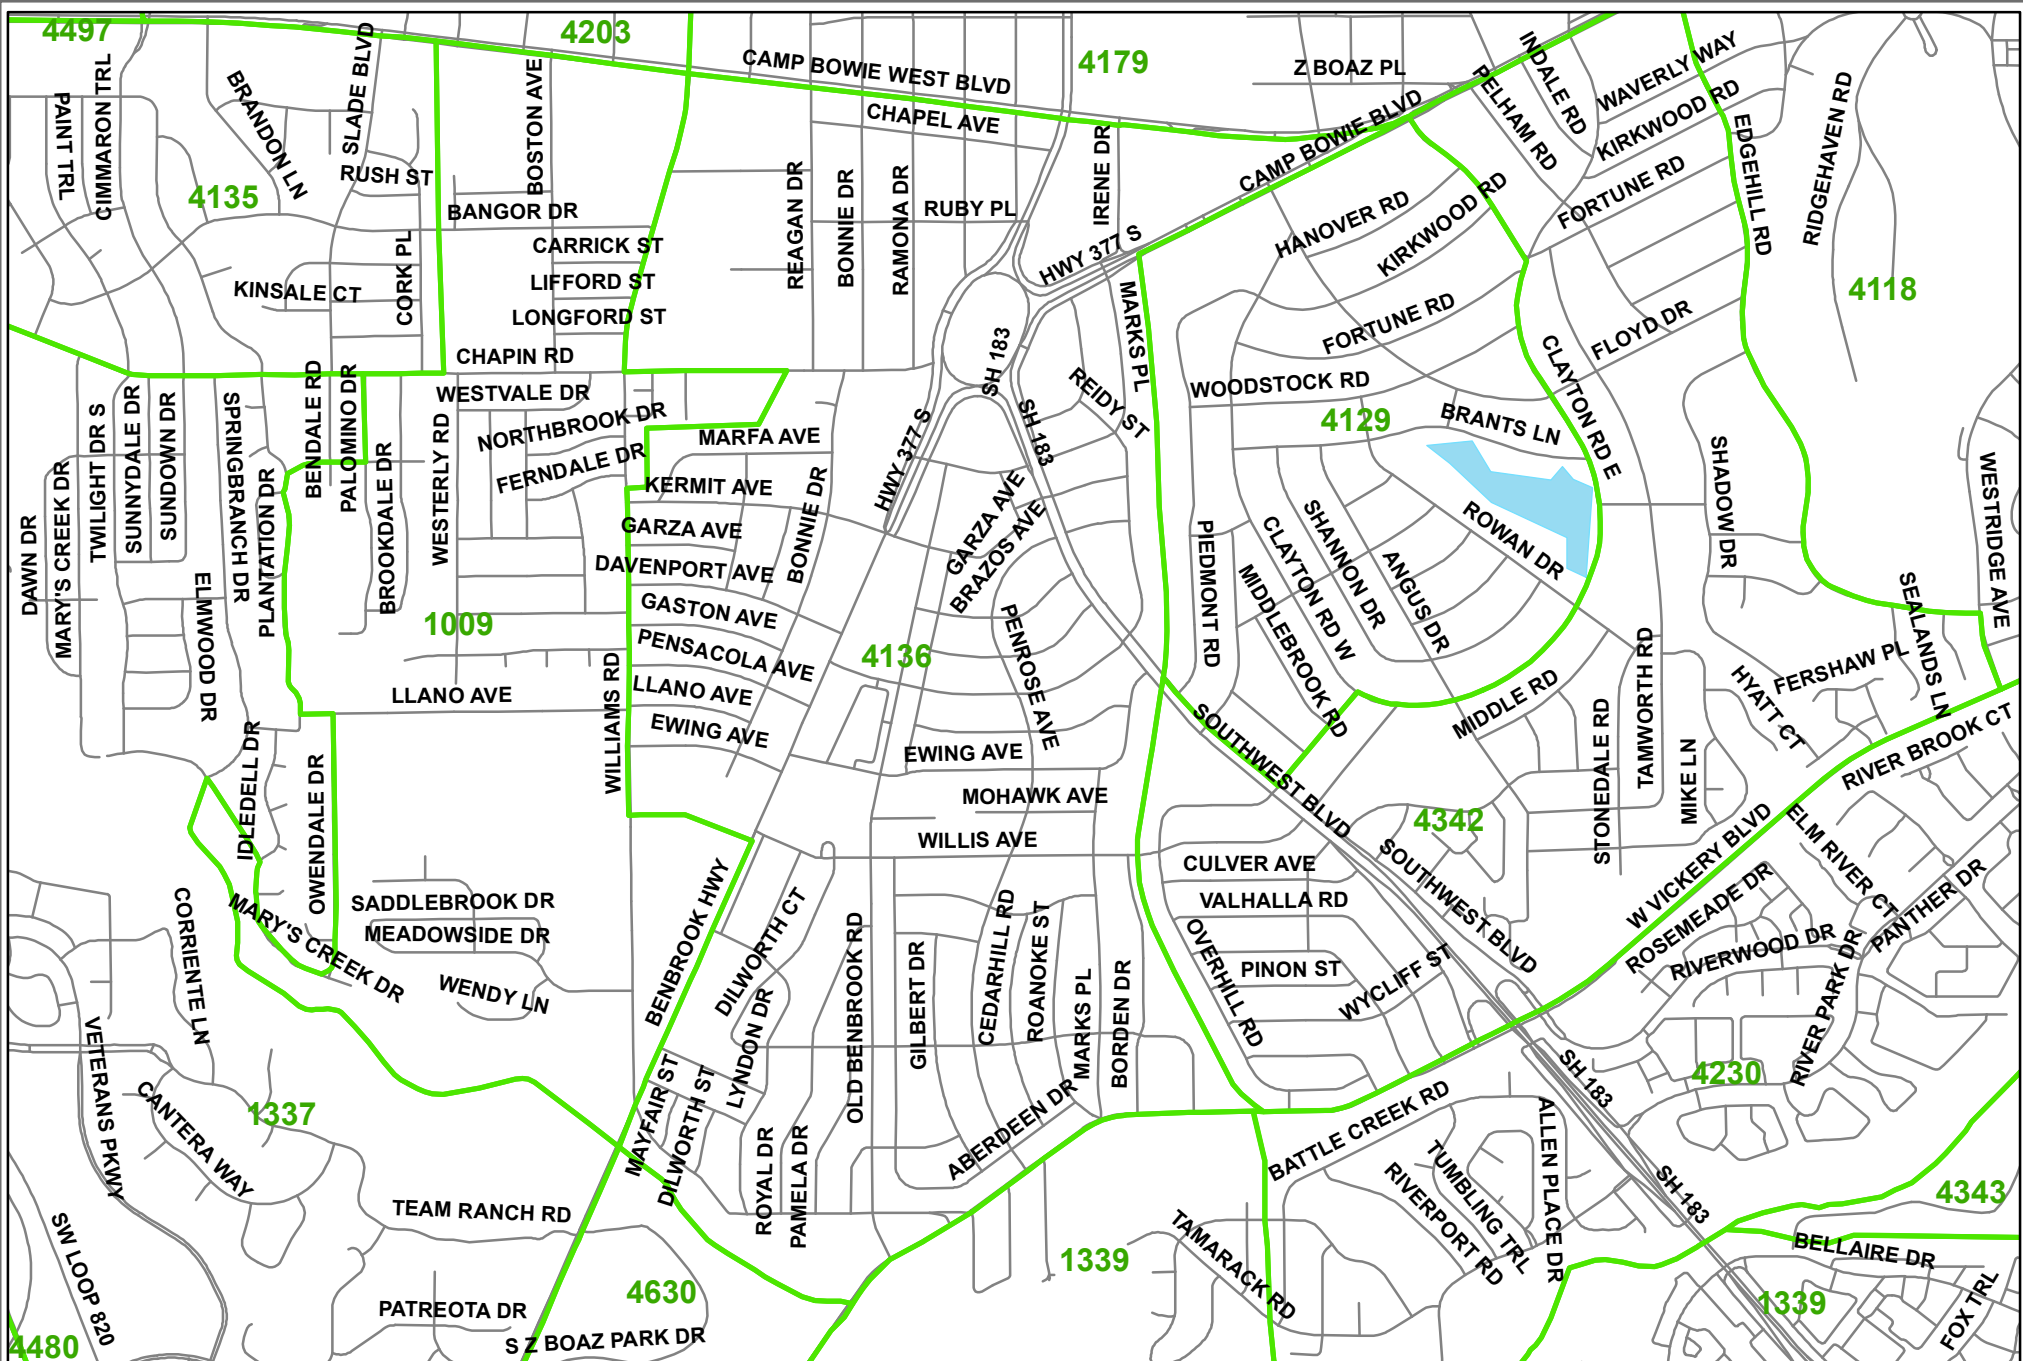 4497
4203
4179
CAMP BOWIE WEST BLVD
CHAPEL AVE
Z BOAZ PL
CAMP BOWIE BLVD
PELHAM RD
INDALE RD
WAVERLY WAY
KIRKWOOD RD
FORTUNE RD
EDGEHILL RD
RIDGEHAVEN RD
4118
PAINT TRL
CIMMARON TRL
BRANDON LN
SLADE BLVD
RUSH ST
4135
BOSTON AVE
BANGOR DR
CARRICK ST
LIFFORD ST
LONGFORD ST
CORK PL
KINSALE CT
CHAPIN RD
REAGAN DR
BONNIE DR
RAMONA DR
RUBY PL
IRENE DR
HWY 377 S
MARKS PL
HANOVER RD
KIRKWOOD RD
FORTUNE RD
FLOYD DR
CLAYTON RD E
WOODSTOCK RD
4129
BRANTS LN
SH 183
SH 183
REIDY ST
HWY 377 S
WESTVALE DR
NORTHBROOK DR
FERNDALE DR
MARFA AVE
KERMIT AVE
GARZA AVE
DAVENPORT AVE
GASTON AVE
PENSACOLA AVE
LLANO AVE
EWING AVE
BONNIE DR
GARZA AVE
BRAZOS AVE
PENROSE AVE
4136
BENDALE RD
PALOMINO DR
BROOKDALE DR
WESTERLY RD
DAWN DR
MARY'S CREEK DR
TWILIGHT DR S
SUNNYDALE DR
SUNDOWN DR
SPRINGBRANCH DR
PLANTATION DR
ELMWOOD DR
1009
LLANO AVE
WILLIAMS RD
IDLEDELL DR
OWENDALE DR
PIEDMONT RD
MIDDLEBROOK RD
CLAYTON RD W
SHANNON DR
ANGUS DR
ROWAN DR
SHADOW DR
WESTRIDGE AVE
SEALANDS LN
FERSHAW PL
HYATT CT
MIDDLE RD
STONEDALE RD
TAMWORTH RD
MIKE LN
RIVER BROOK CT
W VICKERY BLVD
ELM RIVER CT
PANTHER DR
ROSEMEADE DR
RIVERWOOD DR
RIVER PARK DR
4342
SOUTHWEST BLVD
SOUTHWEST BLVD
EWING AVE
MOHAWK AVE
WILLIS AVE
CULVER AVE
VALHALLA RD
PINON ST
WYCLIFF ST
OVERHILL RD
SADDLEBROOK DR
MEADOWSIDE DR
WENDY LN
MARY'S CREEK DR
CORRIENTE LN
VETERANS PKWY
CANTERA WAY
1337
TEAM RANCH RD
PATREOTA DR
S Z BOAZ PARK DR
SW LOOP 820
4480
4630
BENBROOK HWY
DILWORTH CT
LYNDON DR
MAYFAIR ST
DILWORTH ST
ROYAL DR
PAMELA DR
OLD BENBROOK RD
GILBERT DR
CEDARHILL RD
ROANOKE ST
MARKS PL
BORDEN DR
ABERDEEN DR
1339
TAMARACK RD
BATTLE CREEK RD
RIVERPORT RD
TUMBLING TRL
ALLEN PLACE DR
SH 183
SH 183
4230
4343
BELLAIRE DR
1339
FOX TRL